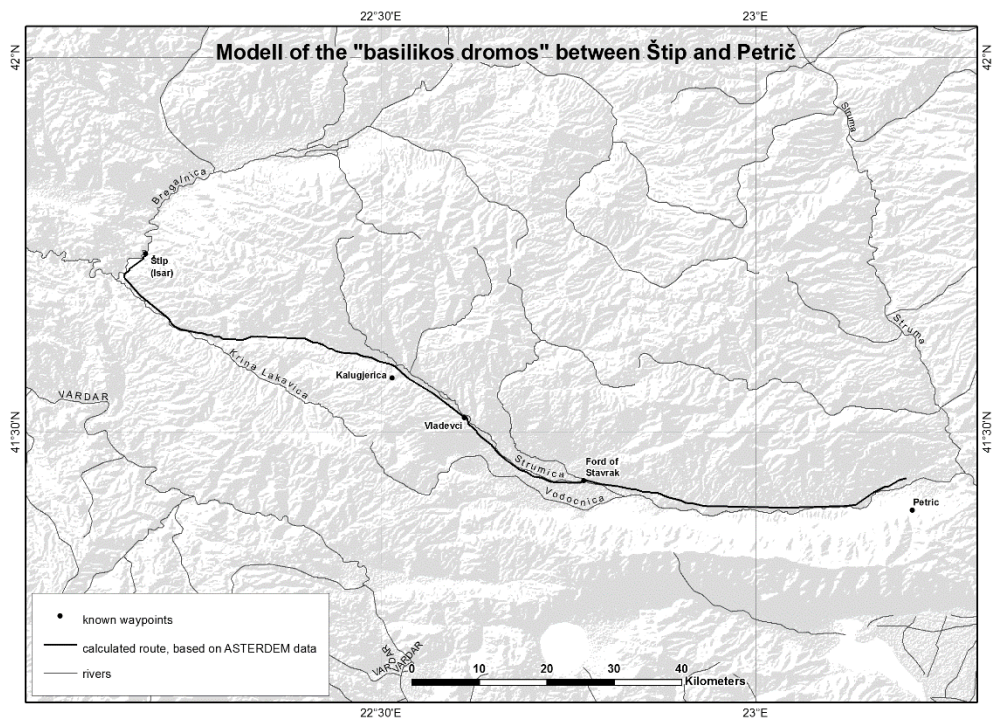 22°30'E
23°E
Modell of the "basilikos dromos" between Štip and Petrič
42°N
42°N
Struma
Bregalnica
Štip
(Isar)
Struma
Krina Lakavica
Kalugjerica
VARDAR
Vladevci
41°30'N
41°30'N
Ford of
Stavrak
Strumica
Vodocnica
Petric
known waypoints
calculated route, based on ASTERDEM data
rivers
VARDAR
VARDAR
0 10 20 30 40
Kilometers
22°30'E
23°E